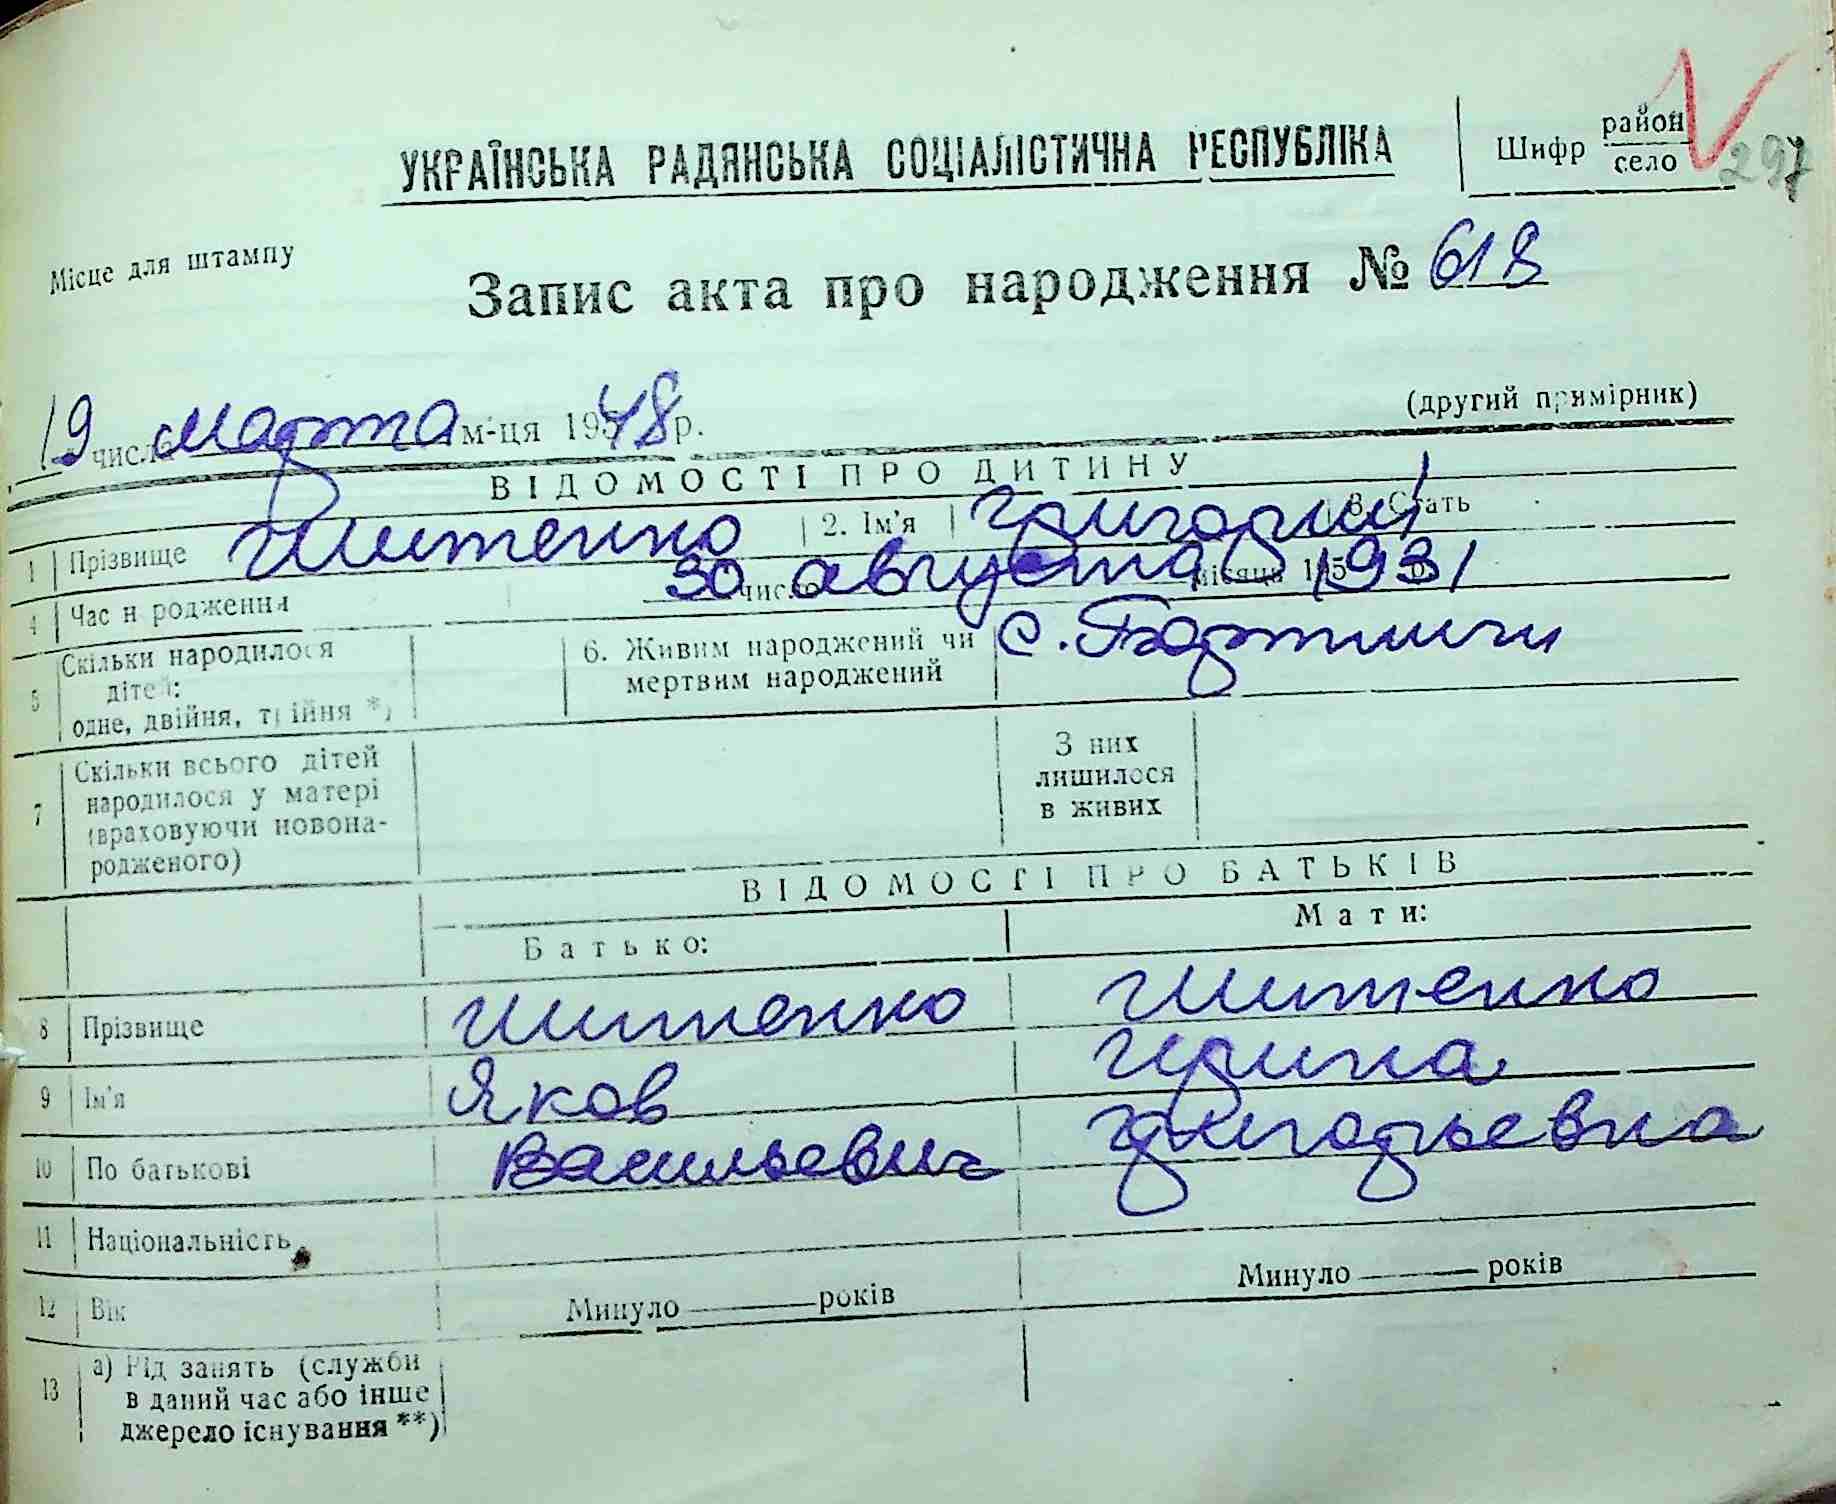 УКРАЇНСЬКА РАДЯНСЬКА СОЦІАЛІСТИЧНА РЕСПУБЛІКА
Шифр район село 297
Місце для штампу
Запис акта про народження № 618
19 числа марта м-ця 1948 р.
(другий примірник)
ВІДОМОСТІ ПРО ДИТИНУ
1 Прізвище Ищенко 2. Ім’я Григорий 3. Стать
4 Час народження 30 число августа місяця 195 1931 р.
5 Скільки народилося дітей: одне, двійня, трійня *)
6. Живим народжений чи мертвим народжений с. Бортничи
7 Скільки всього дітей народилося у матері (враховуючи новонародженого)
З них лишилося в живих
ВІДОМОСТІ ПРО БАТЬКІВ
Батько: Мати:
8 Прізвище
9 Ім’я Яков Ирина
10 По батькові Васильевич Григорьевна
11 Національність
12 Вік Минуло років Минуло років
13 а) Рід занять (служби
в даний час або інше
джерело існування **)